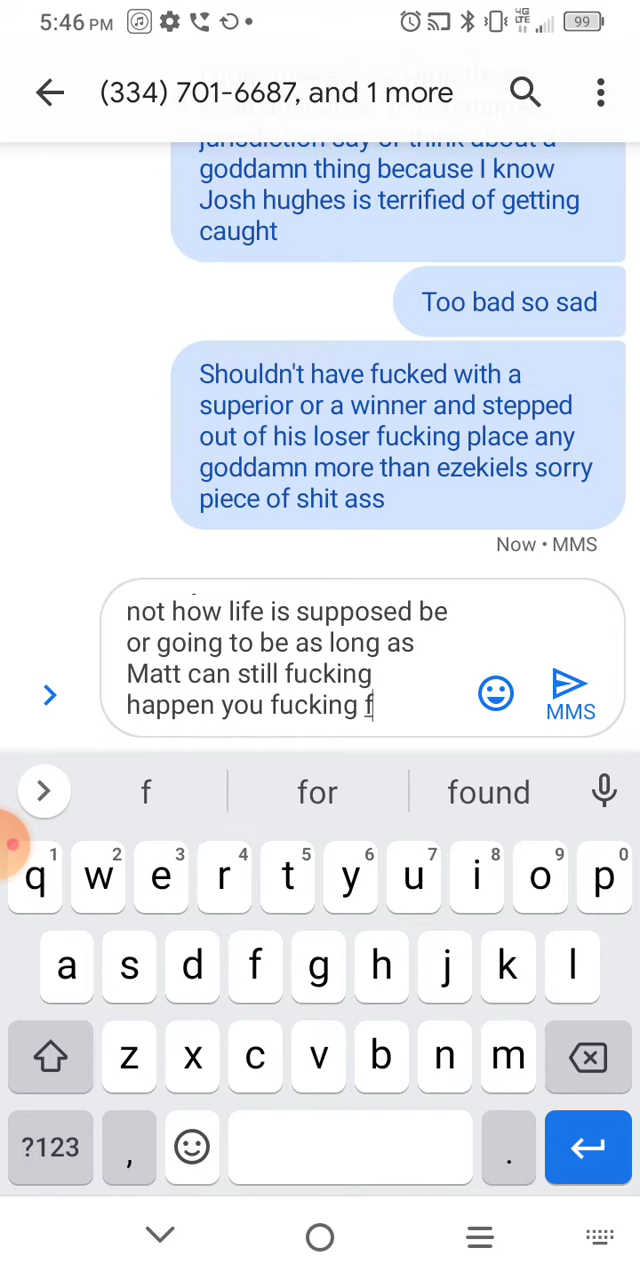 5:46 PM
4G
LTE
99
(334) 701-6687, and 1 more
goddamn thing because I know
Josh hughes is terrified of getting
caught
Too bad so sad
Shouldn't have fucked with a
superior or a winner and stepped
out of his loser fucking place any
goddamn more than ezekiels sorry
piece of shit ass
Now • MMS
not how life is supposed be
or going to be as long as
Matt can still fucking
happen you fucking f
MMS
f for found
1 2 3 4 5 6 7 8 9 0
q w e r t y u i o p
a s d f g h j k l
z x c v b n m
?123 , .